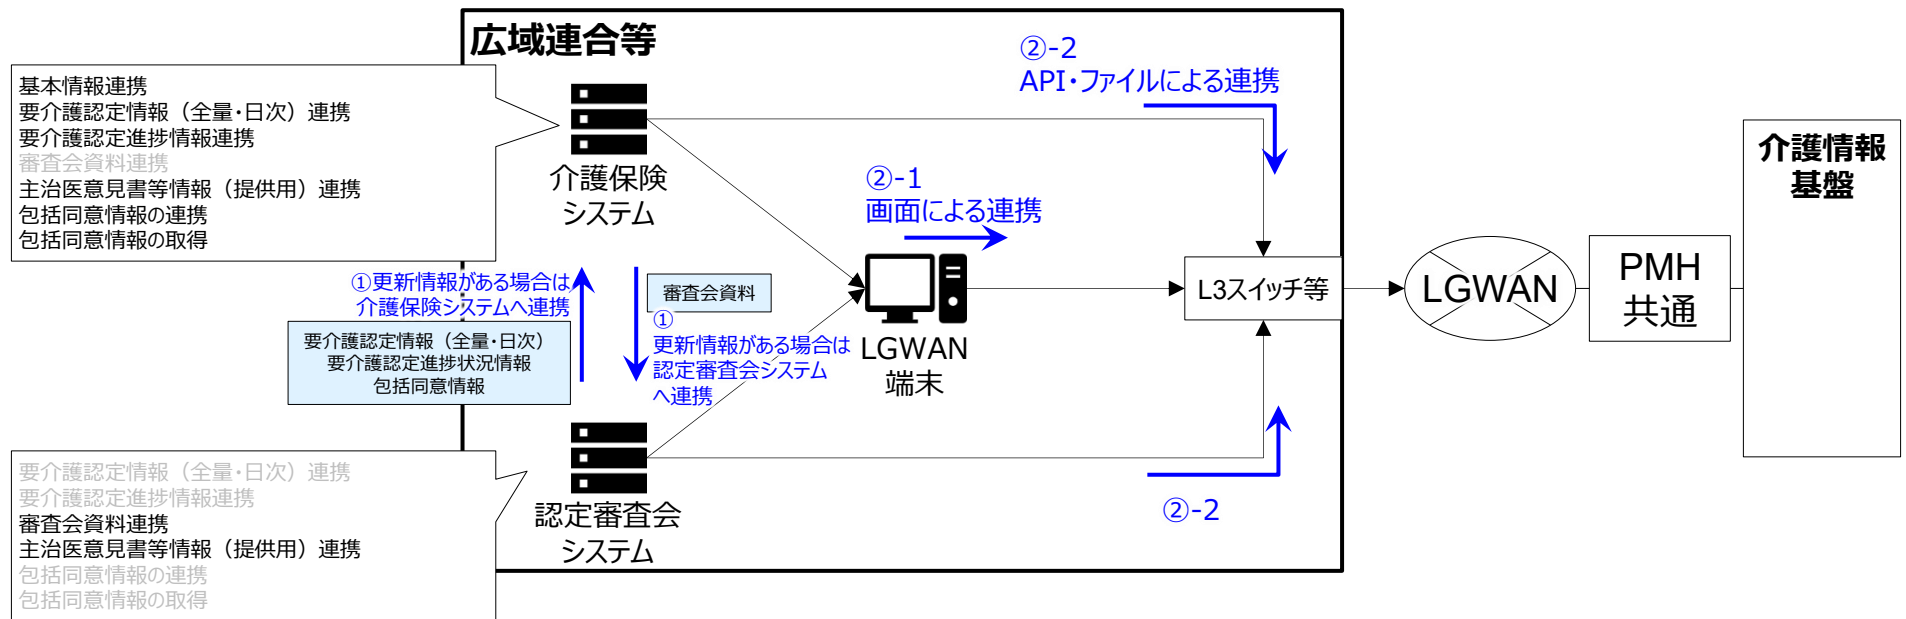 広域連合等
基本情報連携
要介護認定情報（全量・日次）連携
要介護認定進捗情報連携
審査会資料連携
主治医意見書等情報（提供用）連携
包括同意情報の連携
包括同意情報の取得
介護保険
システム
②-2
API・ファイルによる連携
②-1
画面による連携
①更新情報がある場合は
介護保険システムへ連携
審査会資料
①
更新情報がある場合は
認定審査会システム
へ連携
要介護認定情報（全量・日次）
要介護認定進捗状況情報
包括同意情報
LGWAN
端末
L3スイッチ等
LGWAN
PMH
共通
介護情報
基盤
要介護認定情報（全量・日次）連携
要介護認定進捗情報連携
審査会資料連携
主治医意見書等情報（提供用）連携
包括同意情報の連携
包括同意情報の取得
認定審査会
システム
②-2